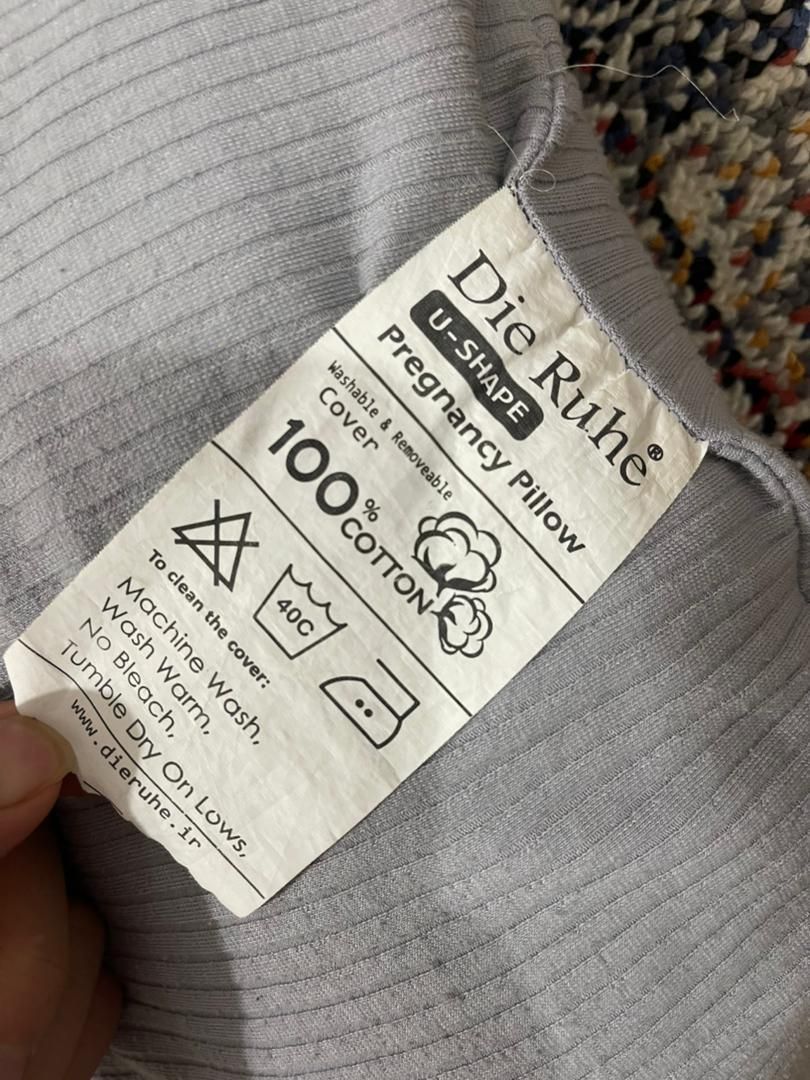 Die Ruhe®
U-SHAPE
Pregnancy Pillow
Washable & Removeable
Cover
100%
COTTON
40C
To clean the cover:
Machine Wash,
Wash Warm,
No Bleach,
Tumble Dry On Lows,
www.dieruhe.ir